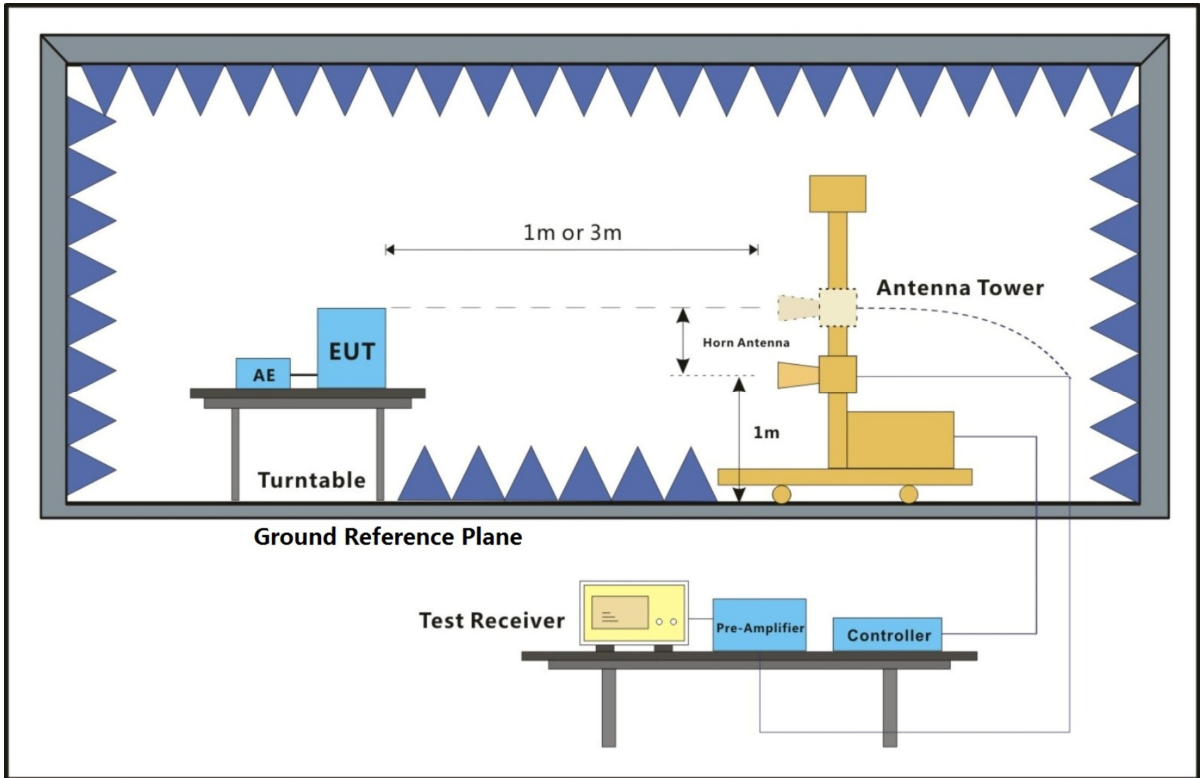 1m or 3m
Antenna Tower
Horn Antenna
EUT
AE
1m
Turntable
Ground Reference Plane
Test Receiver
Pre-Amplifier
Controller